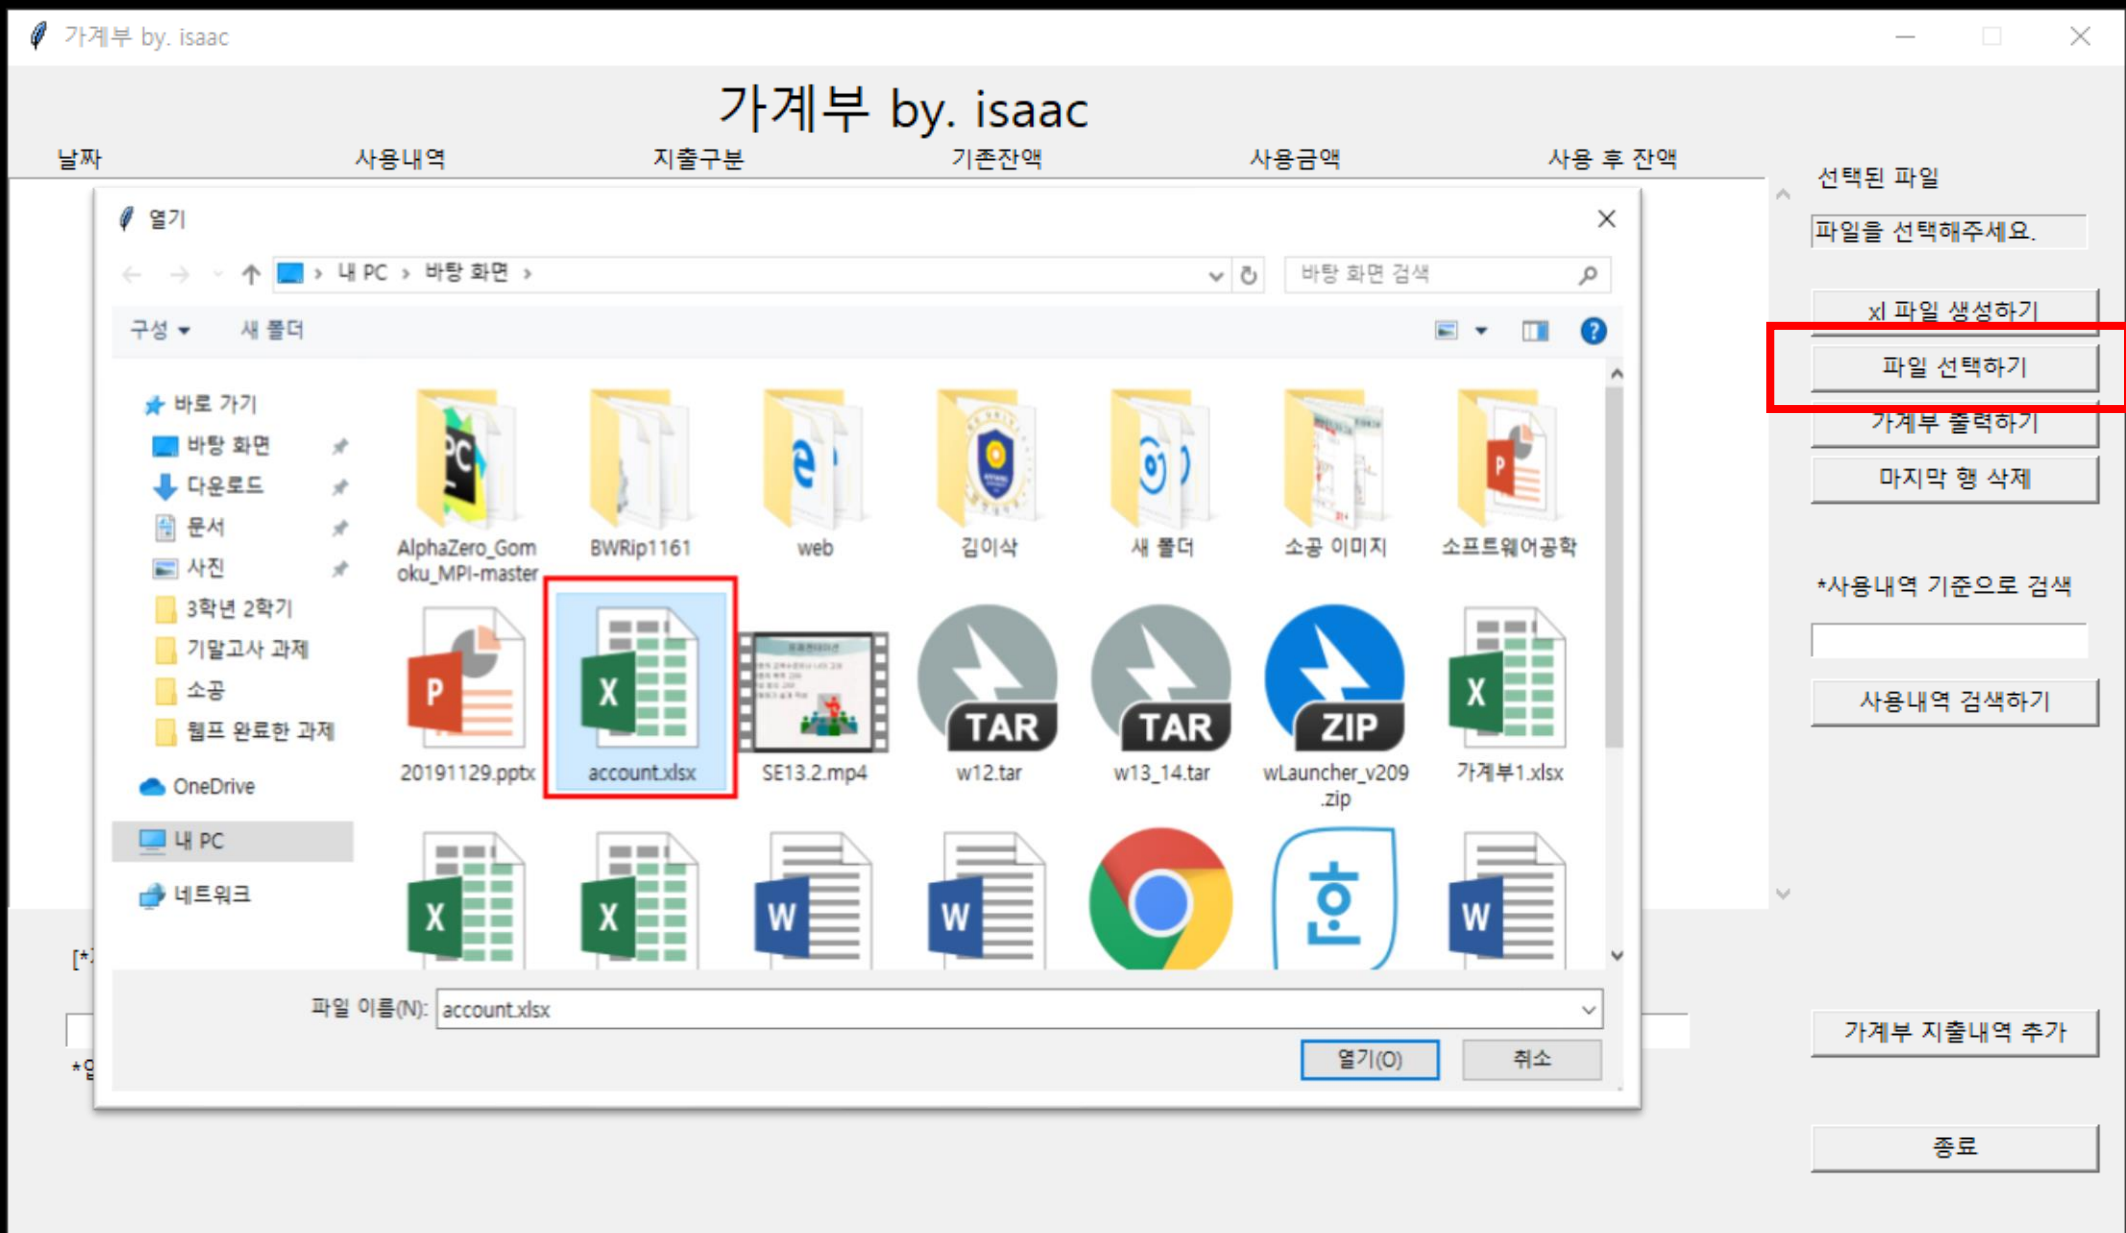 가계부 by. isaac
가계부 by. isaac
날짜 사용내역 지출구분 기존잔액 사용금액 사용 후 잔액
선택된 파일
파일을 선택해주세요.
xl 파일 생성하기
파일 선택하기
가계부 출력하기
마지막 행 삭제
*사용내역 기준으로 검색
사용내역 검색하기
가계부 지출내역 추가
종료
열기
내 PC 바탕 화면
바탕 화면 검색
구성 새 폴더
바로 가기
바탕 화면
다운로드
문서
사진
3학년 2학기
기말고사 과제
소공
웹프 완료한 과제
OneDrive
내 PC
네트워크
AlphaZero_Gom
oku_MPI-master
BWRip1161
web
김이삭
새 폴더
소공 이미지
소프트웨어공학
20191129.pptx
account.xlsx
SE13.2.mp4
TAR
w12.tar
TAR
w13_14.tar
ZIP
wLauncher_v209
.zip
가계부1.xlsx
파일 이름(N): account.xlsx
열기(O) 취소